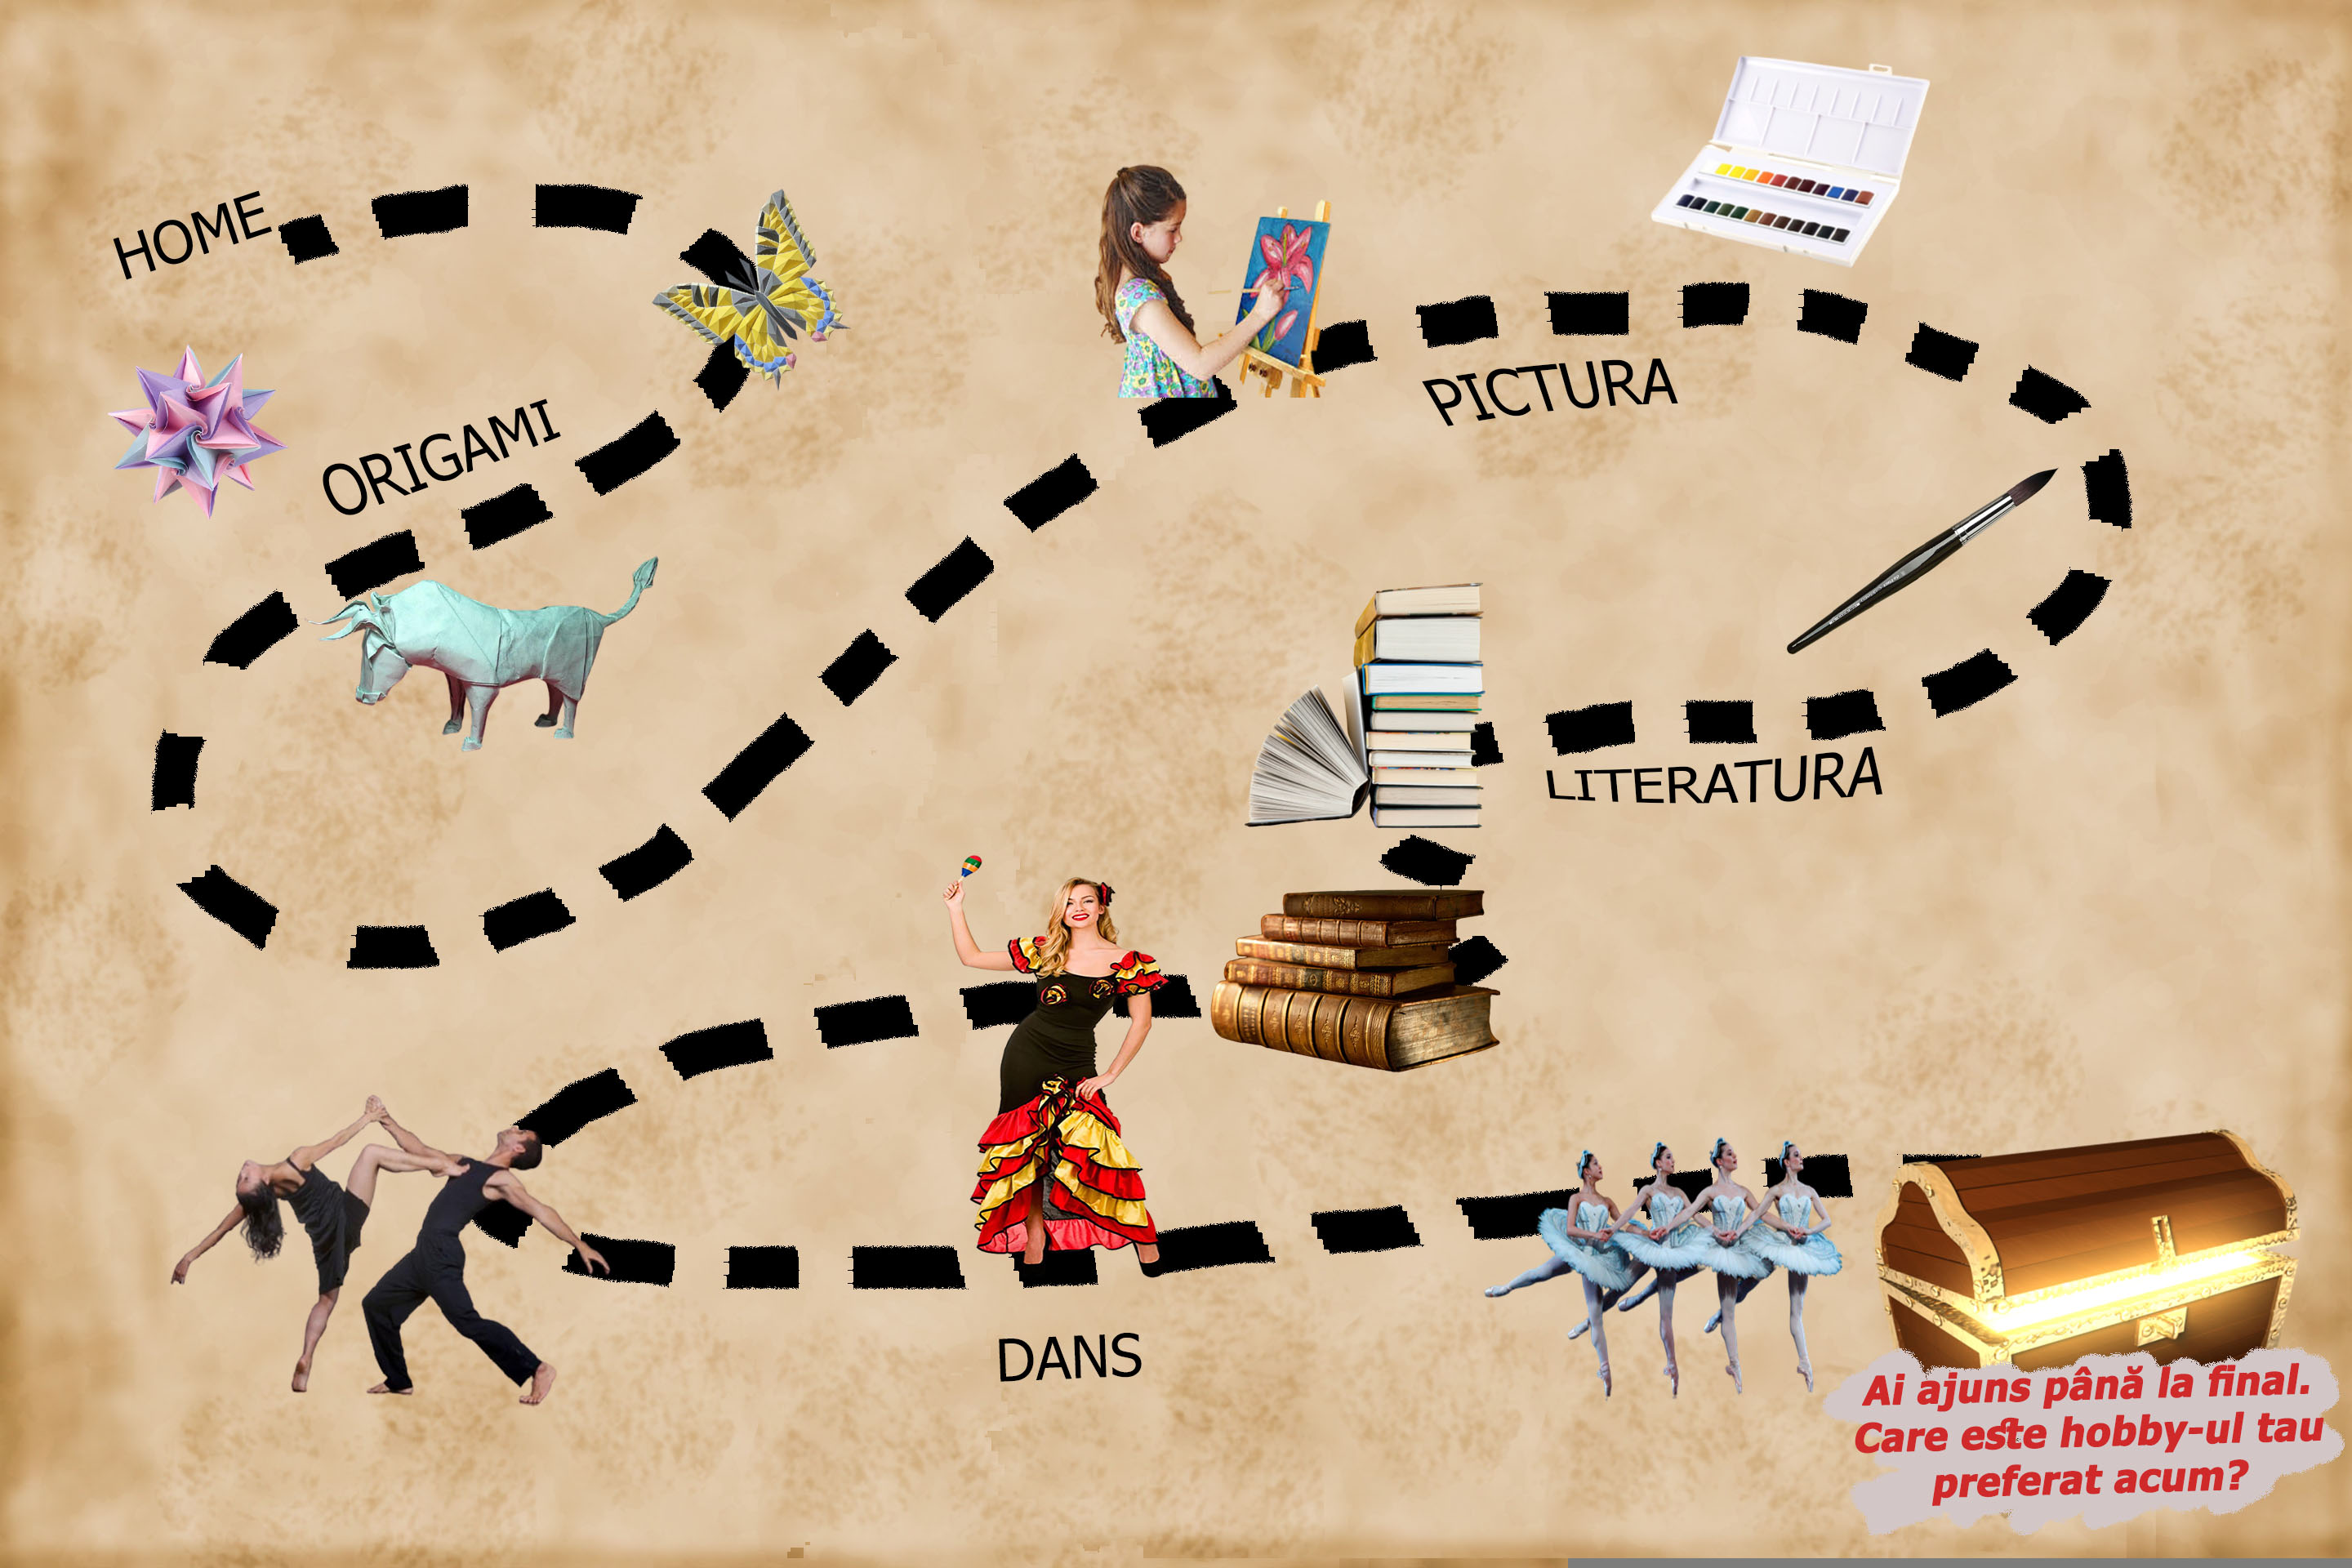 HOME
ORIGAMI
PICTURA
LITERATURA
DANS
Ai ajuns până la final.
Care este hobby-ul tau
preferat acum?